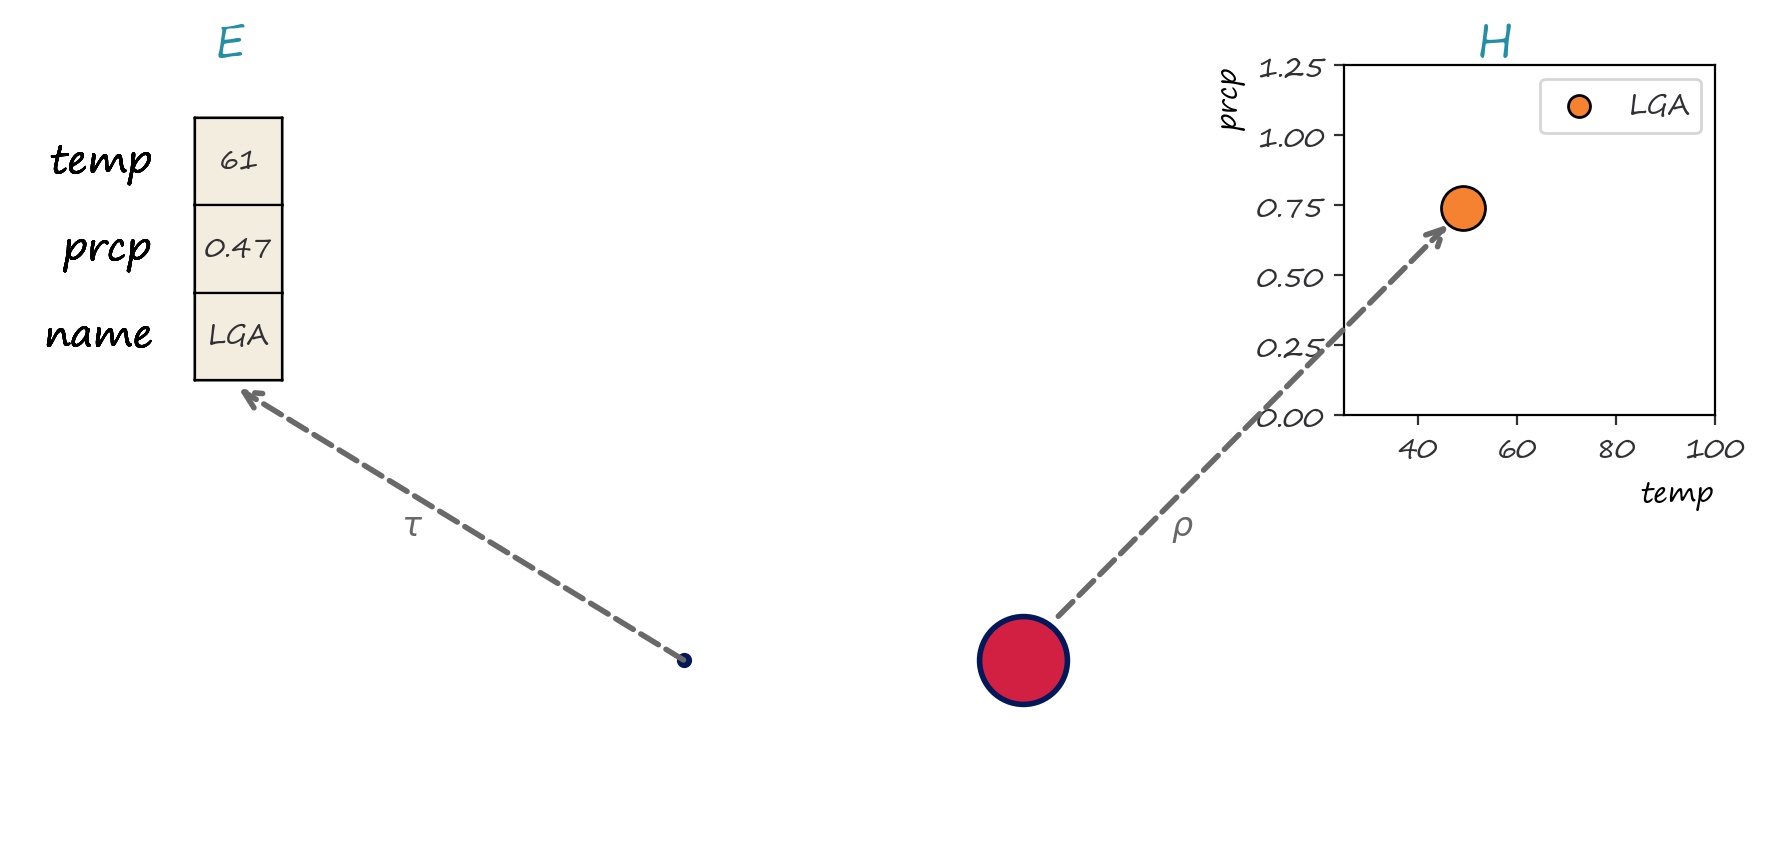 E
temp 61
prcp 0.47
name LGA
τ
H
prcp
1.25
1.00
0.75
0.50
0.25
0.00
LGA
40 60 80 100
temp
ρ